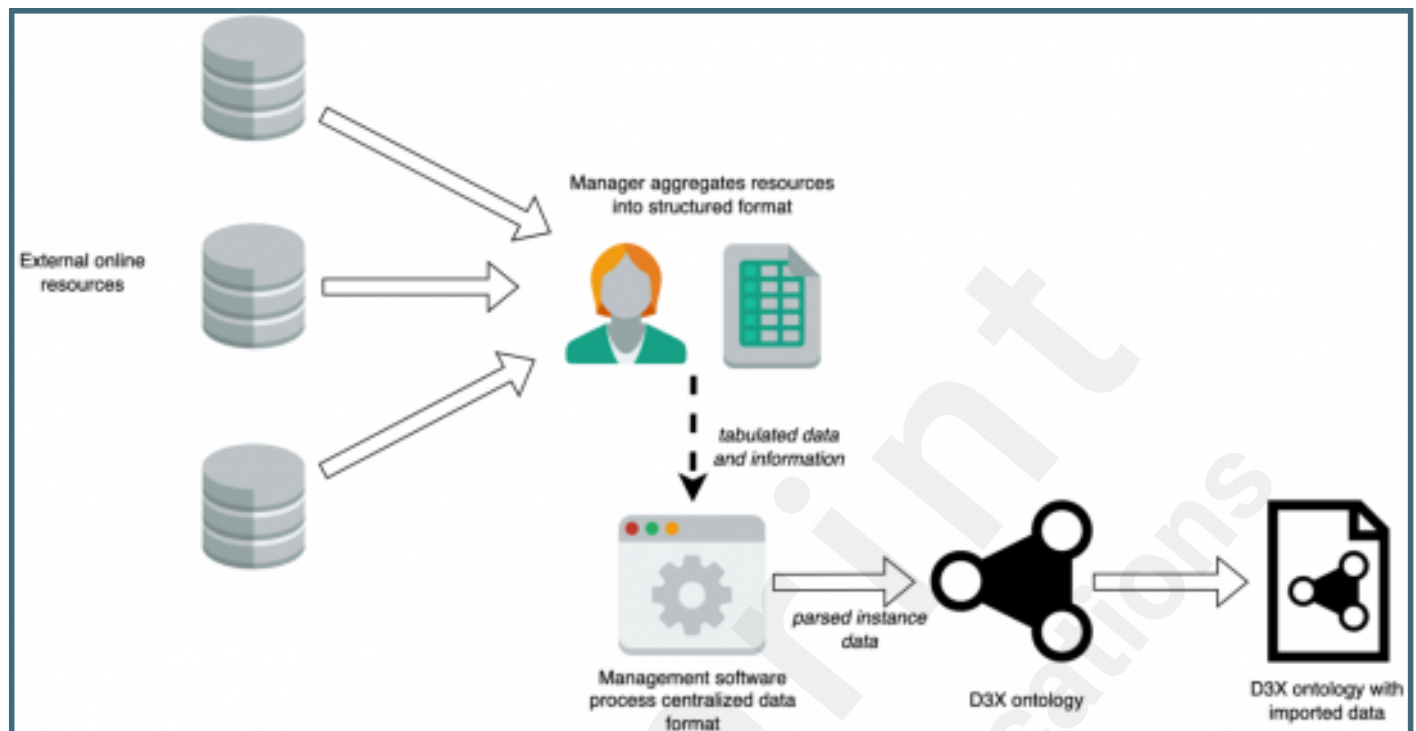 Manager aggregates resources
into structured format
External online
resources
tabulated data
and information
parsed instance
data
Management software
process centralized data
format
D3X ontology
D3X ontology with
imported data